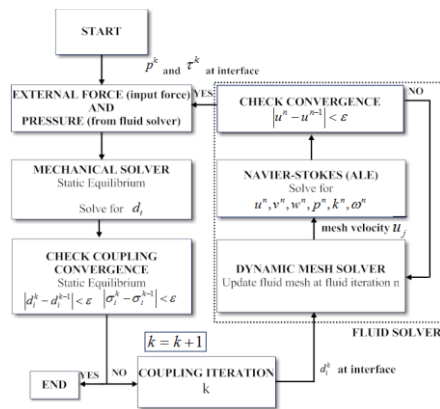 START
p^k and τ^k at interface
EXTERNAL FORCE (input force)
AND
PRESSURE (from fluid solver)
YES
CHECK CONVERGENCE
|u^n - u^{n-1}| < ε
NO
MECHANICAL SOLVER
Static Equilibrium
Solve for d_i
NAVIER-STOKES (ALE)
Solve for
u^n, v^n, w^n, p^n, k^n, ω^n
mesh velocity u_j
CHECK COUPLING
CONVERGENCE
Static Equilibrium
|d_i^k - d_i^{k-1}| < ε |σ_i^k - σ_i^{k-1}| < ε
DYNAMIC MESH SOLVER
Update fluid mesh at fluid iteration n
FLUID SOLVER
k = k + 1
YES
NO
END
COUPLING ITERATION
k
d_i^k at interface